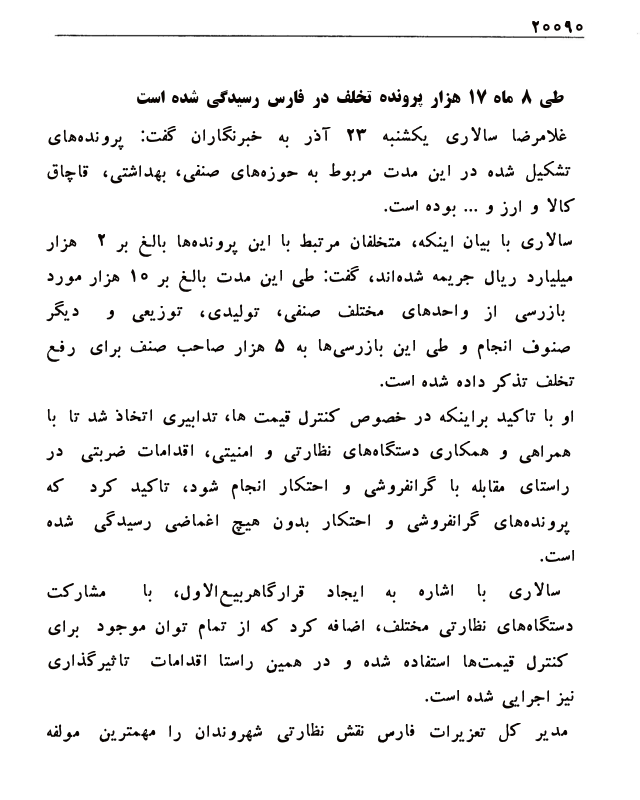 ۲۰۰۹۰
طی ۸ ماه ۱۷ هزار پرونده تخلف در فارس رسیدگی شده است
غلامرضا سالاری یکشنبه ۲۳ آذر به خبرنگاران گفت: پرونده‌های
تشکیل شده در این مدت مربوط به حوزه‌های صنفی، بهداشتی، قاچاق
کالا و ارز و ... بوده است.
سالاری با بیان اینکه، متخلفان مرتبط با این پرونده‌ها بالغ بر ۲ هزار
میلیارد ریال جریمه شده‌اند، گفت: طی این مدت بالغ بر ۱۰ هزار مورد
بازرسی از واحدهای مختلف صنفی، تولیدی، توزیعی و دیگر
صنوف انجام و طی این بازرسی‌ها به ۵ هزار صاحب صنف برای رفع
تخلف تذکر داده شده است.
او با تاکید براینکه در خصوص کنترل قیمت ها، تدابیری اتخاذ شد تا با
همراهی و همکاری دستگاه‌های نظارتی و امنیتی، اقدامات ضربتی در
راستای مقابله با گرانفروشی و احتکار انجام شود، تاکید کرد که
پرونده‌های گرانفروشی و احتکار بدون هیچ اغماضی رسیدگی شده
است.
سالاری با اشاره به ایجاد قرارگاهربیع‌الاول، با مشارکت
دستگاه‌های نظارتی مختلف، اضافه کرد که از تمام توان موجود برای
کنترل قیمت‌ها استفاده شده و در همین راستا اقدامات تاثیرگذاری
نیز اجرایی شده است.
مدیر کل تعزیرات فارس نقش نظارتی شهروندان را مهمترین مولفه